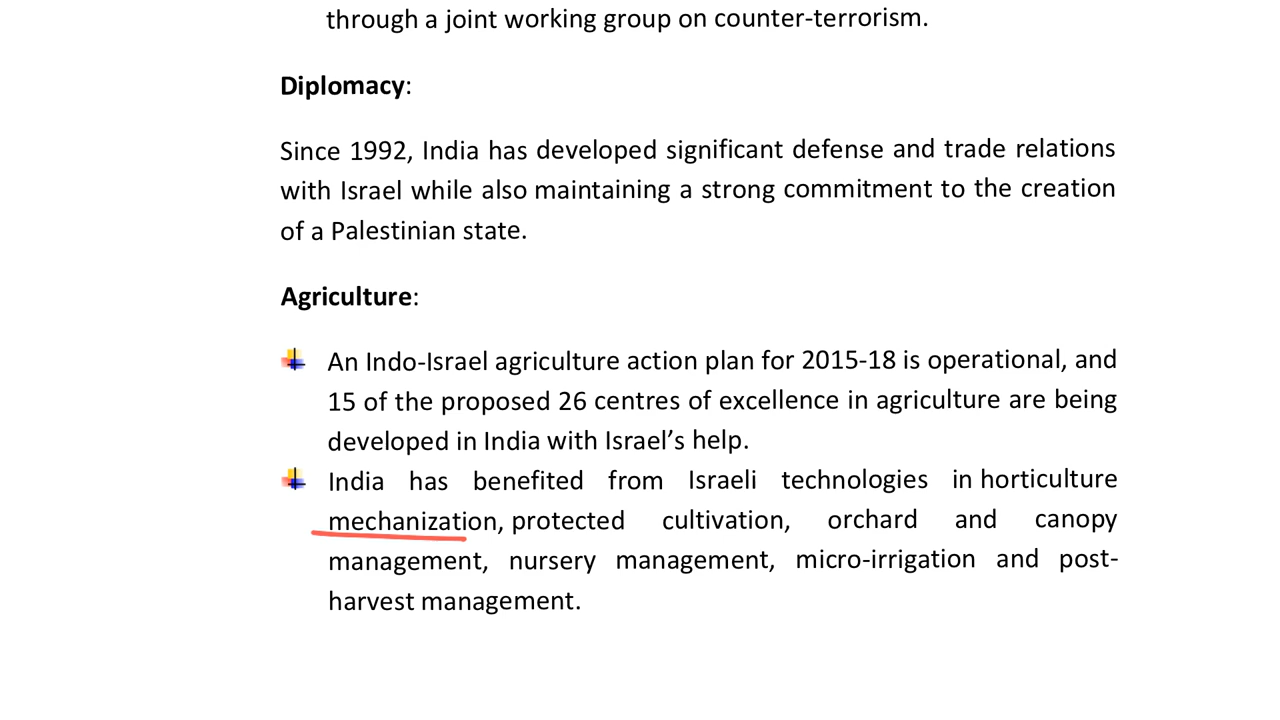 through a joint working group on counter-terrorism.
Diplomacy:
Since 1992, India has developed significant defense and trade relations
with Israel while also maintaining a strong commitment to the creation
of a Palestinian state.
Agriculture:
An Indo-Israel agriculture action plan for 2015-18 is operational, and
15 of the proposed 26 centres of excellence in agriculture are being
developed in India with Israel’s help.
India has benefited from Israeli technologies in horticulture
mechanization, protected cultivation, orchard and canopy
management, nursery management, micro-irrigation and post-
harvest management.